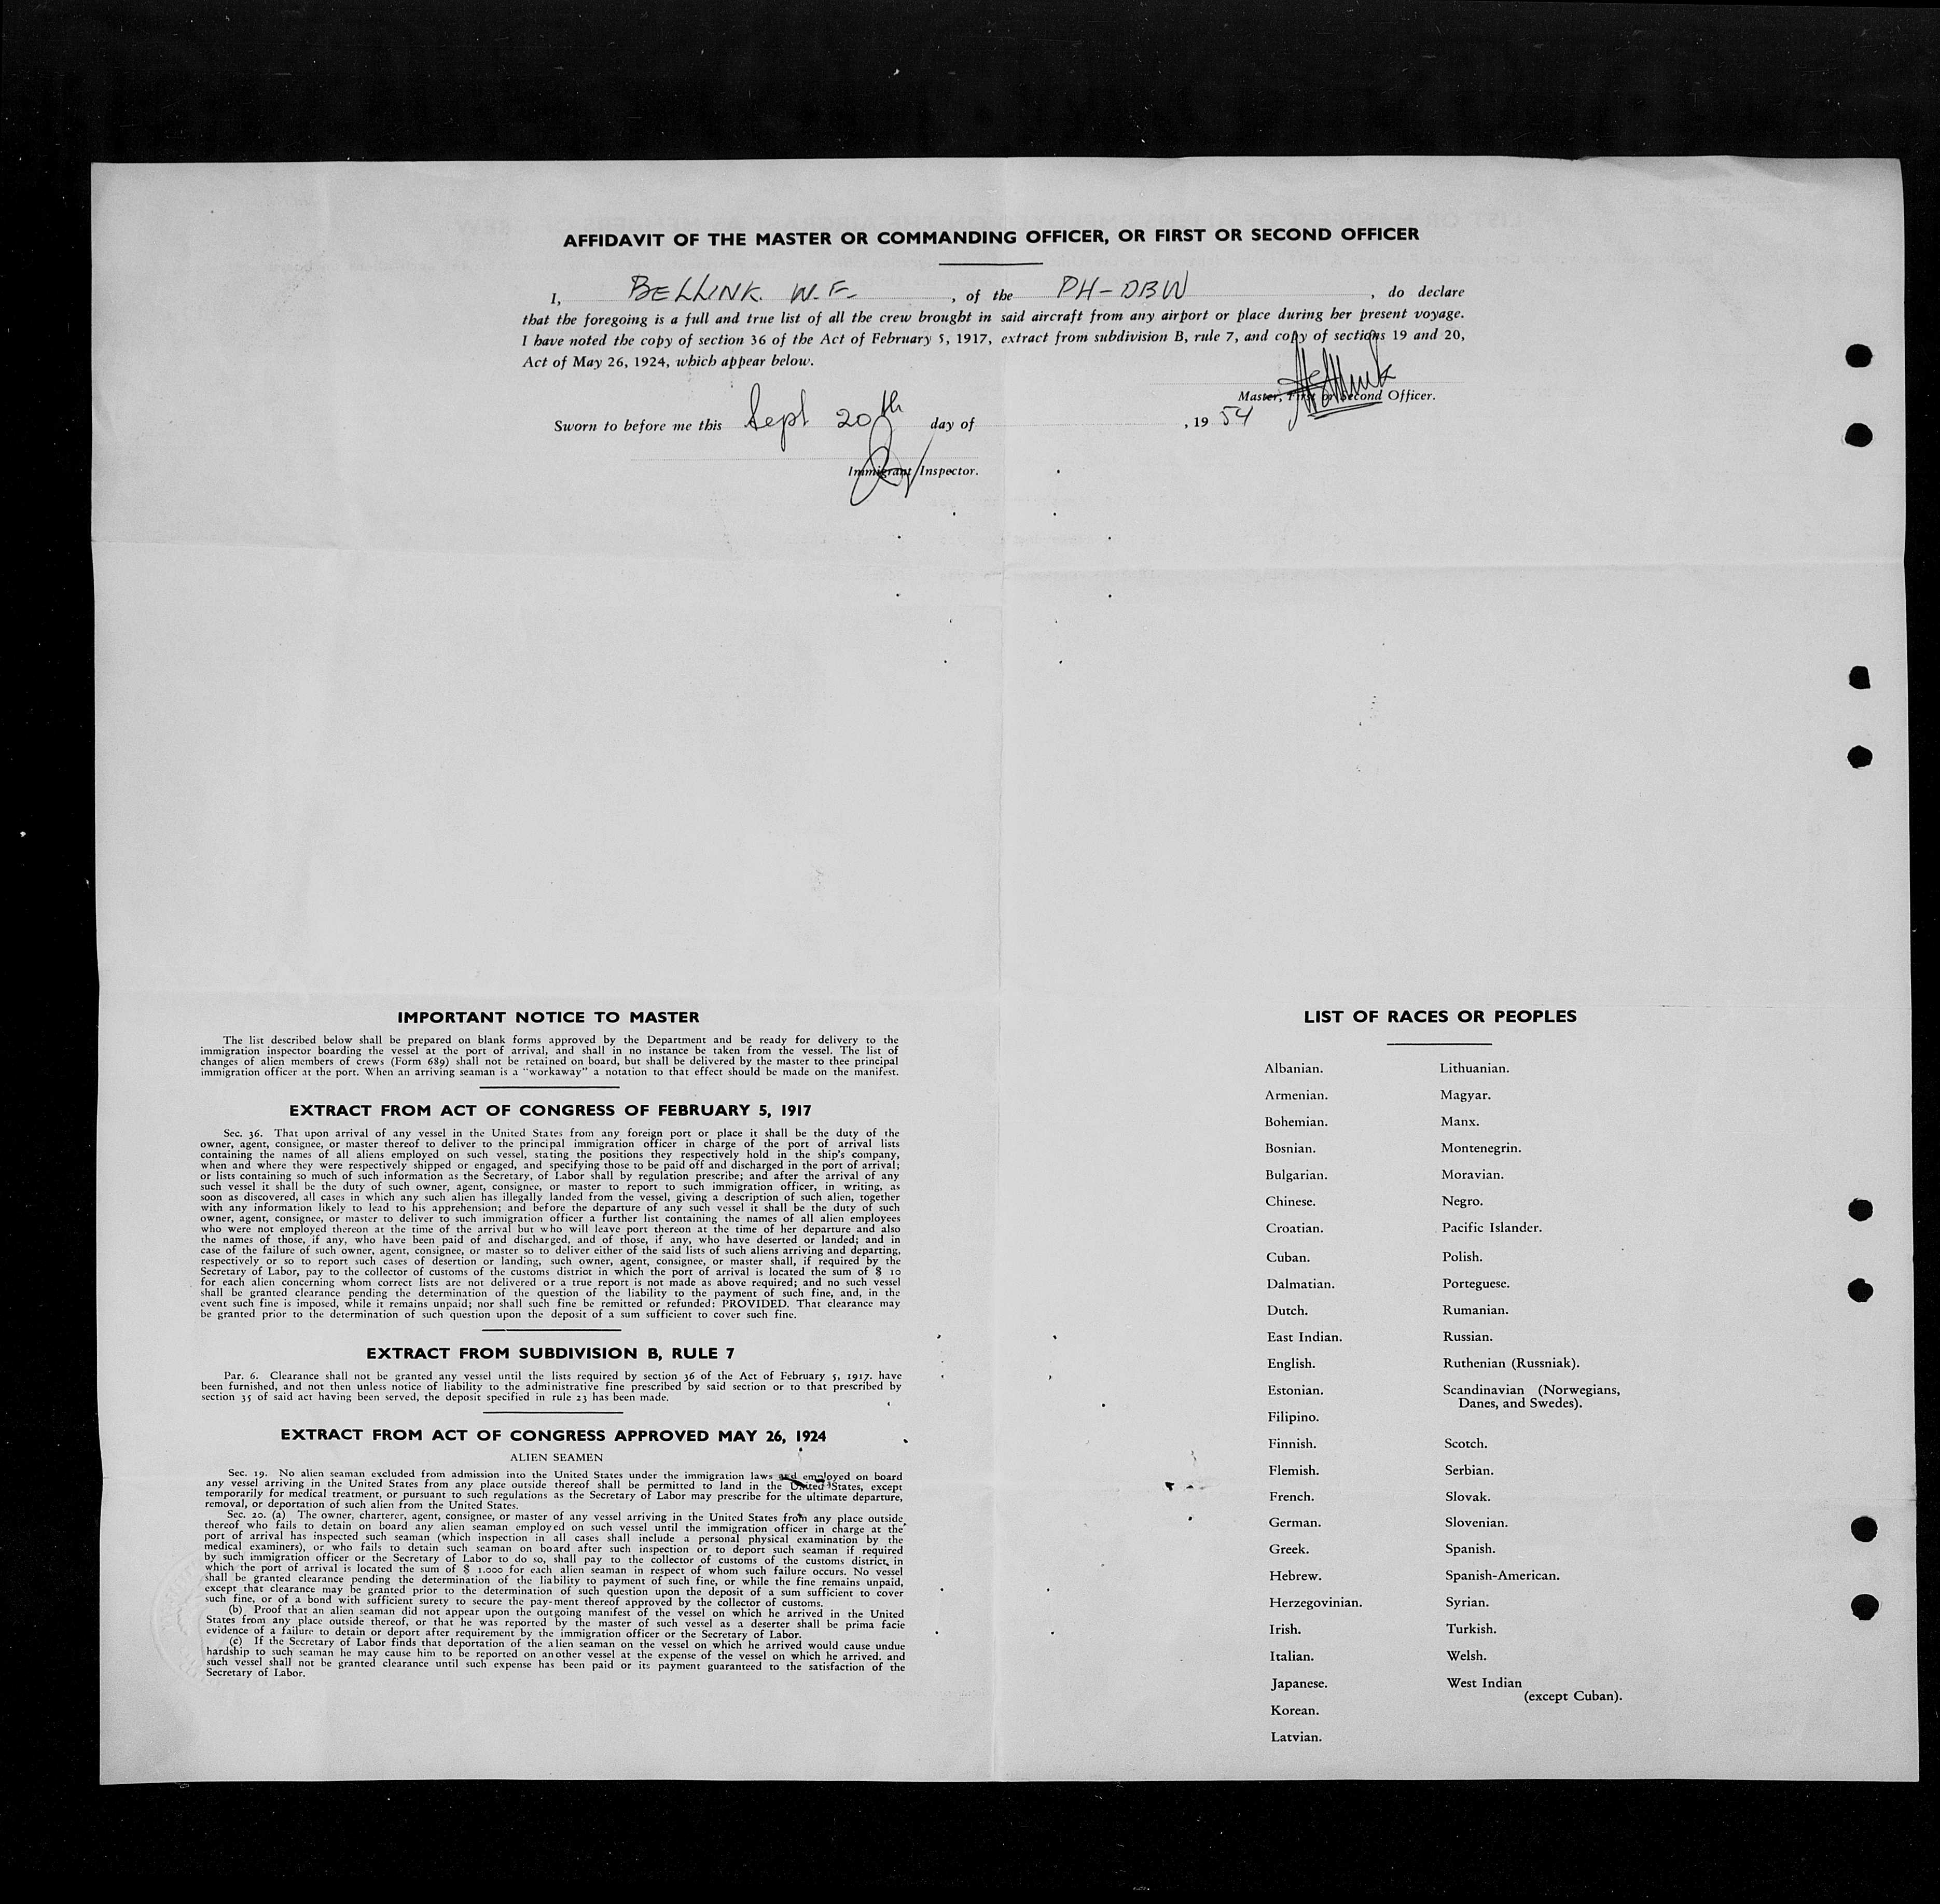 AFFIDAVIT OF THE MASTER OR COMMANDING OFFICER, OR FIRST OR SECOND OFFICER
I, BELLINK. W.F. , of the PH-DBW , do declare
that the foregoing is a full and true list of all the crew brought in said aircraft from any airport or place during her present voyage.
I have noted the copy of section 36 of the Act of February 5, 1917, extract from subdivision B, rule 7, and copy of sections 19 and 20,
Act of May 26, 1924, which appear below.
Master, First or Second Officer.
Sworn to before me this Sept 20th day of , 19 54
Immigrant Inspector.
IMPORTANT NOTICE TO MASTER
The list described below shall be prepared on blank forms approved by the Department and be ready for delivery to the
immigration inspector boarding the vessel at the port of arrival, and shall in no instance be taken from the vessel. The list of
changes of alien members of crews (Form 689) shall not be retained on board, but shall be delivered by the master to thee principal
immigration officer at the port. When an arriving seaman is a "workaway" a notation to that effect should be made on the manifest.
EXTRACT FROM ACT OF CONGRESS OF FEBRUARY 5, 1917
Sec. 36. That upon arrival of any vessel in the United States from any foreign port or place it shall be the duty of the
owner, agent, consignee, or master thereof to deliver to the principal immigration officer in charge of the port of arrival lists
containing the names of all aliens employed on such vessel, stating the positions they respectively hold in the ship's company,
when and where they were respectively shipped or engaged, and specifying those to be paid off and discharged in the port of arrival;
or lists containing so much of such information as the Secretary, of Labor shall by regulation prescribe; and after the arrival of any
such vessel it shall be the duty of such owner, agent, consignee, or master to report to such immigration officer, in writing, as
soon as discovered, all cases in which any such alien has illegally landed from the vessel, giving a description of such alien, together
with any information likely to lead to his apprehension; and before the departure of any such vessel it shall be the duty of such
owner, agent, consignee, or master to deliver to such immigration officer a further list containing the names of all alien employees
who were not employed thereon at the time of the arrival but who will leave port thereon at the time of her departure and also
the names of those, if any, who have been paid of and discharged, and of those, if any, who have deserted or landed; and in
case of the failure of such owner, agent, consignee, or master so to deliver either of the said lists of such aliens arriving and departing,
respectively or so to report such cases of desertion or landing, such owner, agent, consignee, or master shall, if required by the
Secretary of Labor, pay to the collector of customs of the customs district in which the port of arrival is located the sum of $ 10
for each alien concerning whom correct lists are not delivered or a true report is not made as above required; and no such vessel
shall be granted clearance pending the determination of the question of the liability to the payment of such fine, and, in the
event such fine is imposed, while it remains unpaid; nor shall such fine be remitted or refunded: PROVIDED. That clearance may
be granted prior to the determination of such question upon the deposit of a sum sufficient to cover such fine.
EXTRACT FROM SUBDIVISION B, RULE 7
Par. 6. Clearance shall not be granted any vessel until the lists required by section 36 of the Act of February 5, 1917. have
been furnished, and not then unless notice of liability to the administrative fine prescribed by said section or to that prescribed by
section 35 of said act having been served, the deposit specified in rule 23 has been made.
EXTRACT FROM ACT OF CONGRESS APPROVED MAY 26, 1924
ALIEN SEAMEN
Sec. 19. No alien seaman excluded from admission into the United States under the immigration laws and employed on board
any vessel arriving in the United States from any place outside thereof shall be permitted to land in the United States, except
temporarily for medical treatment, or pursuant to such regulations as the Secretary of Labor may prescribe for the ultimate departure,
removal, or deportation of such alien from the United States.
Sec. 20. (a) The owner, charterer, agent, consignee, or master of any vessel arriving in the United States from any place outside
thereof who fails to detain on board any alien seaman employed on such vessel until the immigration officer in charge at the
port of arrival has inspected such seaman (which inspection in all cases shall include a personal physical examination by the
medical examiners), or who fails to detain such seaman on board after such inspection or to deport such seaman if required
by such immigration officer or the Secretary of Labor to do so, shall pay to the collector of customs of the customs district in
which the port of arrival is located the sum of $ 1.000 for each alien seaman in respect of whom such failure occurs. No vessel
shall be granted clearance pending the determination of the liability to payment of such fine, or while the fine remains unpaid,
except that clearance may be granted prior to the determination of such question upon the deposit of a sum sufficient to cover
such fine, or of a bond with sufficient surety to secure the pay-ment thereof approved by the collector of customs.
(b) Proof that an alien seaman did not appear upon the outgoing manifest of the vessel on which he arrived in the United
States from any place outside thereof, or that he was reported by the master of such vessel as a deserter shall be prima facie
evidence of a failure to detain or deport after requirement by the immigration officer or the Secretary of Labor.
(c) If the Secretary of Labor finds that deportation of the alien seaman on the vessel on which he arrived would cause undue
hardship to such seaman he may cause him to be reported on another vessel at the expense of the vessel on which he arrived. and
such vessel shall not be granted clearance until such expense has been paid or its payment guaranteed to the satisfaction of the
Secretary of Labor.
LIST OF RACES OR PEOPLES
Albanian.
Armenian.
Bohemian.
Bosnian.
Bulgarian.
Chinese.
Croatian.
Cuban.
Dalmatian.
Dutch.
East Indian.
English.
Estonian.
Filipino.
Finnish.
Flemish.
French.
German.
Greek.
Hebrew.
Herzegovinian.
Irish.
Italian.
Japanese.
Korean.
Latvian.
Lithuanian.
Magyar.
Manx.
Montenegrin.
Moravian.
Negro.
Pacific Islander.
Polish.
Porteguese.
Rumanian.
Russian.
Ruthenian (Russniak).
Scandinavian (Norwegians,
Danes, and Swedes).
Scotch.
Serbian.
Slovak.
Slovenian.
Spanish.
Spanish-American.
Syrian.
Turkish.
Welsh.
West Indian
(except Cuban).